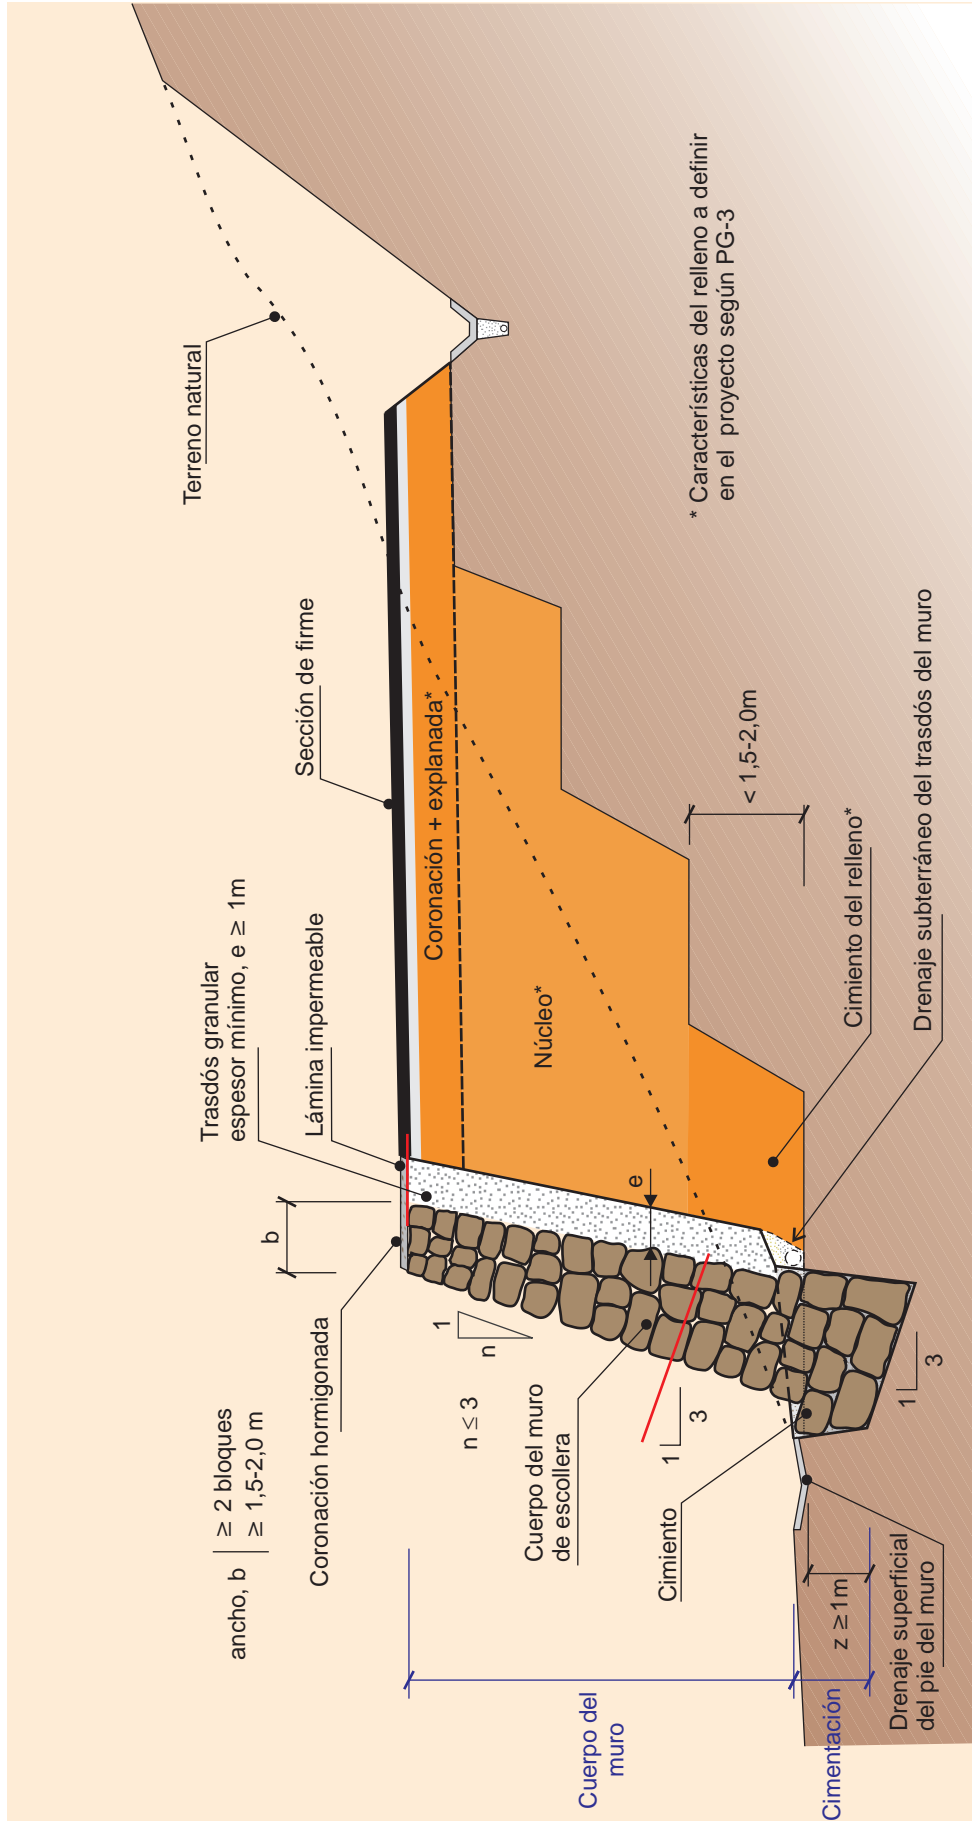 Terreno natural
Sección de firme
Trasdós granular
espesor mínimo, e ≥ 1m
Lámina impermeable
b
ancho, b
≥ 2 bloques
≥ 1,5-2,0 m
Coronación hormigonada
Coronación + explanada*
Núcleo*
* Características del relleno a definir
en el proyecto según PG-3
< 1,5-2,0m
e
1
n
n ≤ 3
Cuerpo del muro
de escollera
1
3
Cimiento
Cimiento del relleno*
Drenaje subterráneo del trasdós del muro
1
3
z ≥ 1m
Drenaje superficial
del pie del muro
Cuerpo del
muro
Cimentación